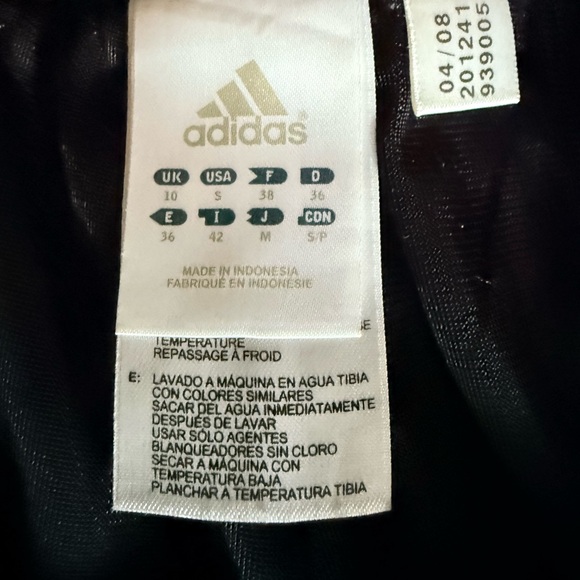 adidas®
UK USA F D
10 S 38 36
E I J CDN
36 42 M S/P
MADE IN INDONESIA
FABRIQUÉ EN INDONÉSIE
TEMPERATURE
REPASSAGE À FROID
E: LAVADO A MÁQUINA EN AGUA TIBIA
CON COLORES SIMILARES
SACAR DEL AGUA INMEDIATAMENTE
DESPUÉS DE LAVAR
USAR SÓLO AGENTES
BLANQUEADORES SIN CLORO
SECAR A MÁQUINA CON
TEMPERATURA BAJA
PLANCHAR A TEMPERATURA TIBIA
04/08
201241
939005